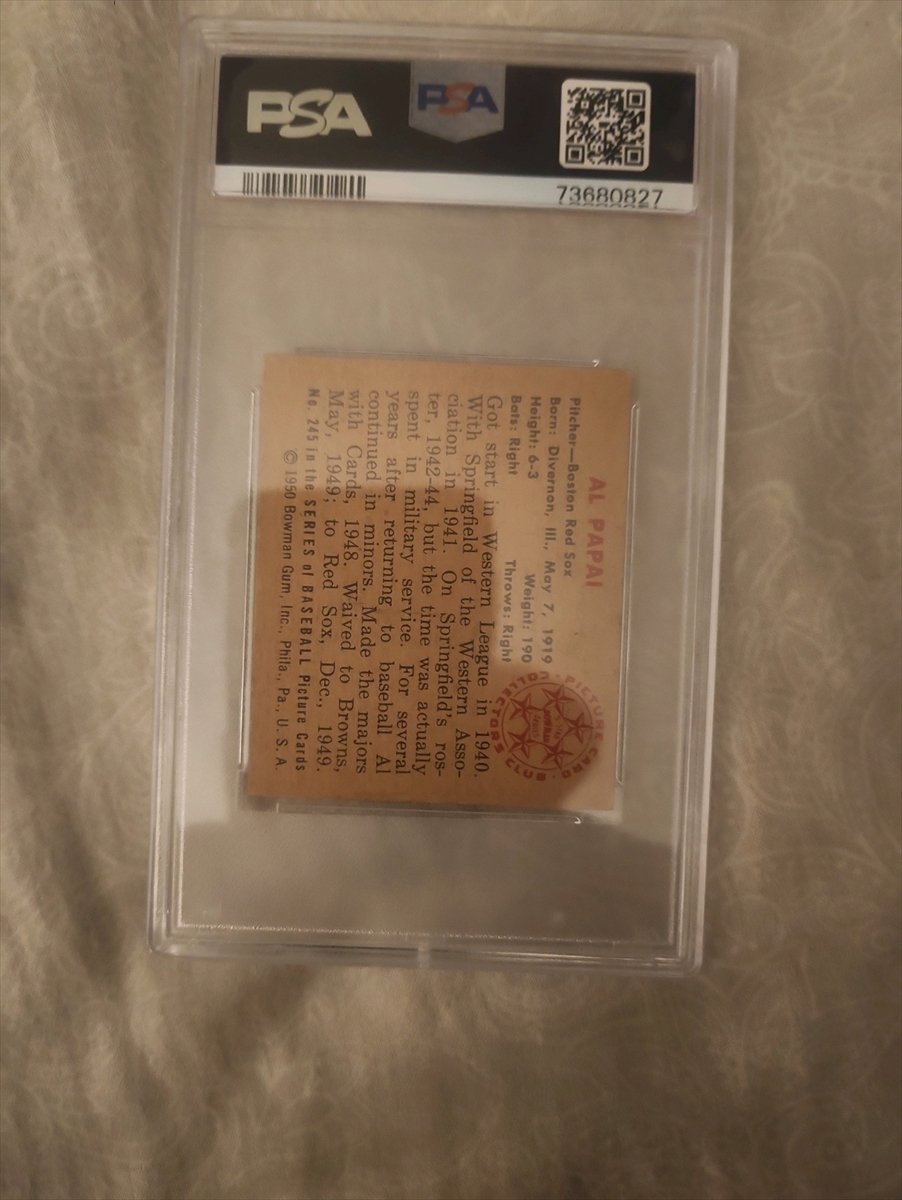 PSA
PSA
73680827
AL PAPAI
Pitcher—Boston Red Sox
Born: Divernon, Ill., May 7, 1919
Height: 6-3 Weight: 190
Bats: Right Throws: Right
Got start in Western League in 1940.
With Springfield of the Western Asso-
ciation in 1941. On Springfield's ros-
ter, 1942-44, but the time was actually
spent in military service. For several
years after returning to baseball Al
continued in minors. Made the majors
with Cards, 1948. Waived to Browns,
May, 1949; to Red Sox, Dec., 1949.
No. 245 in the SERIES of BASEBALL Picture Cards
© 1950 Bowman Gum, Inc., Phila., Pa., U. S. A.
PICTURE CARD
COLLECTORS CLUB